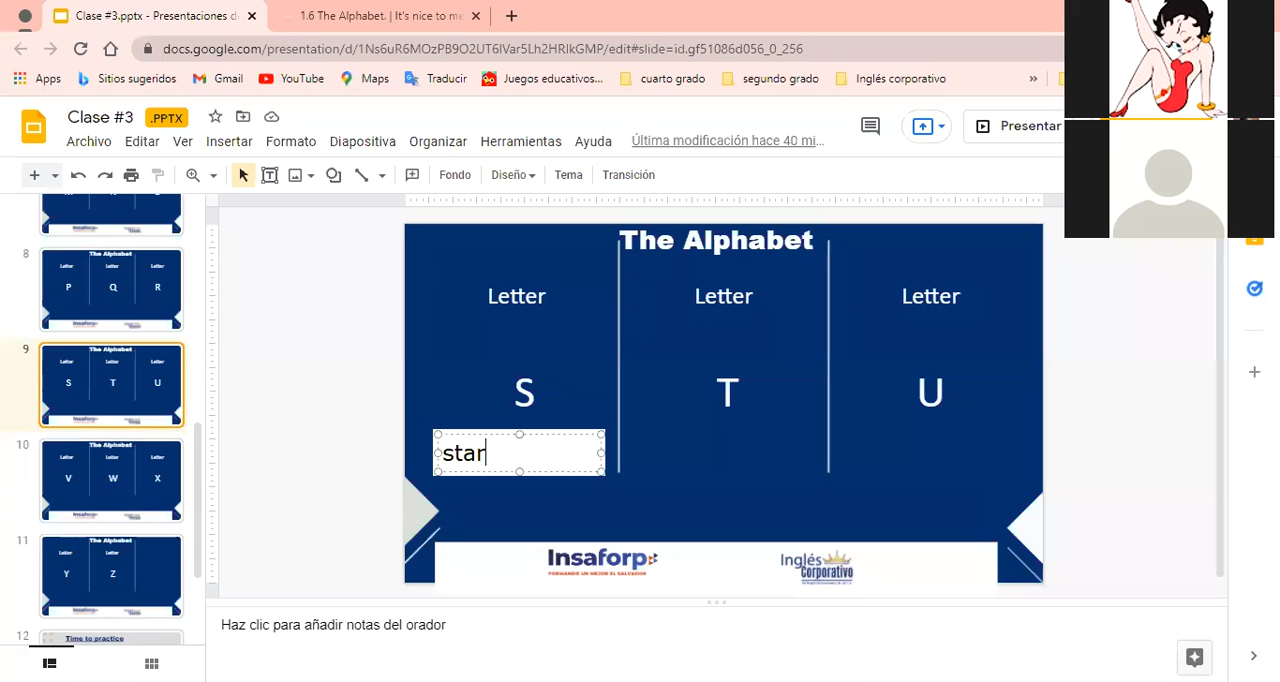 Clase #3.pptx - Presentaciones d
1.6 The Alphabet. | It's nice to me
docs.google.com/presentation/d/1Ns6uR6MOzPB9O2UT6IVar5Lh2HRlkGMP/edit#slide=id.gf51086d056_0_256
Apps Sitios sugeridos Gmail YouTube Maps Traducir Juegos educativos... cuarto grado segundo grado Inglés corporativo »
Clase #3 .PPTX
Archivo Editar Ver Insertar Formato Diapositiva Organizar Herramientas Ayuda Última modificación hace 40 mi...
Presentar
Fondo Diseño Tema Transición
8
The Alphabet
Letter Letter Letter
P Q R
9
The Alphabet
Letter Letter Letter
S T U
10
The Alphabet
Letter Letter Letter
V W X
11
The Alphabet
Letter Letter
Y Z
12
Time to practice
The Alphabet
Letter Letter Letter
S T U
star
Insaforp
FORMANDO UN MEJOR EL SALVADOR
Inglés
Corporativo
Haz clic para añadir notas del orador